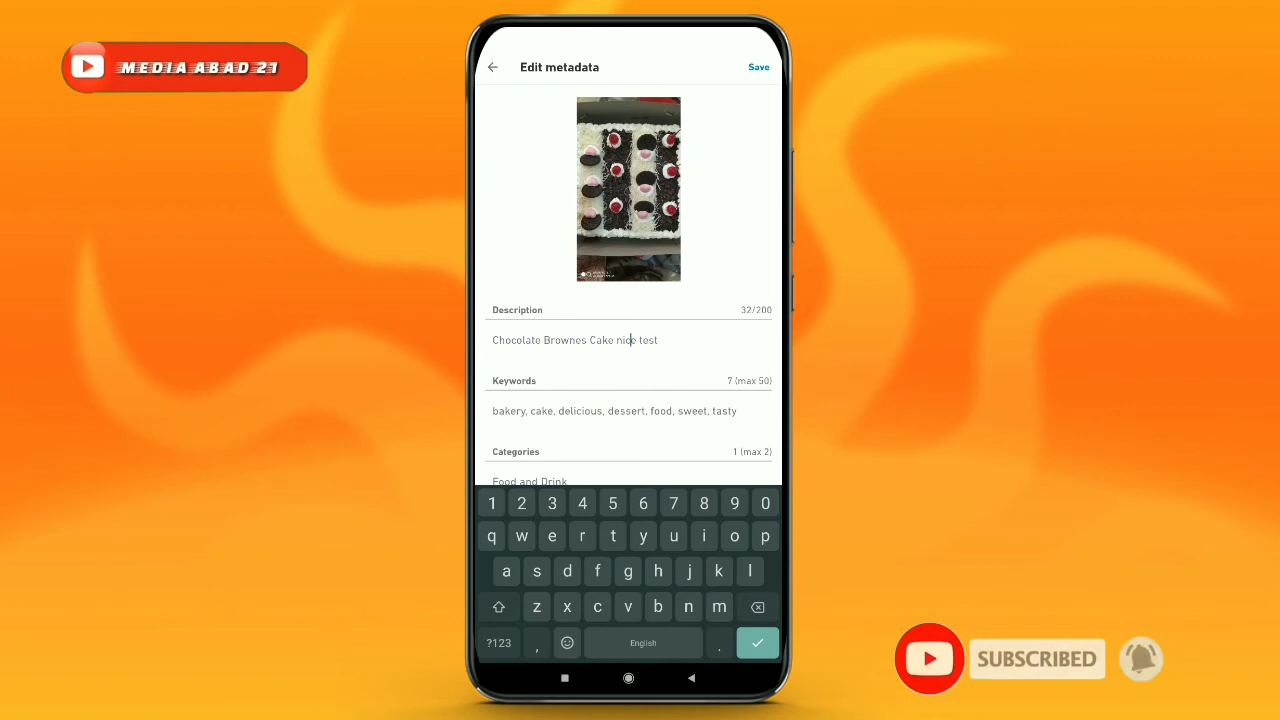 MEDIA ABAD 21
Edit metadata
Save
Description
32/200
Chocolate Brownes Cake nice test
Keywords
7 (max 50)
bakery, cake, delicious, dessert, food, sweet, tasty
Categories
1 (max 2)
Food and Drink
1 2 3 4 5 6 7 8 9 0
q w e r t y u i o p
a s d f g h j k l
z x c v b n m
?123 , English .
SUBSCRIBED